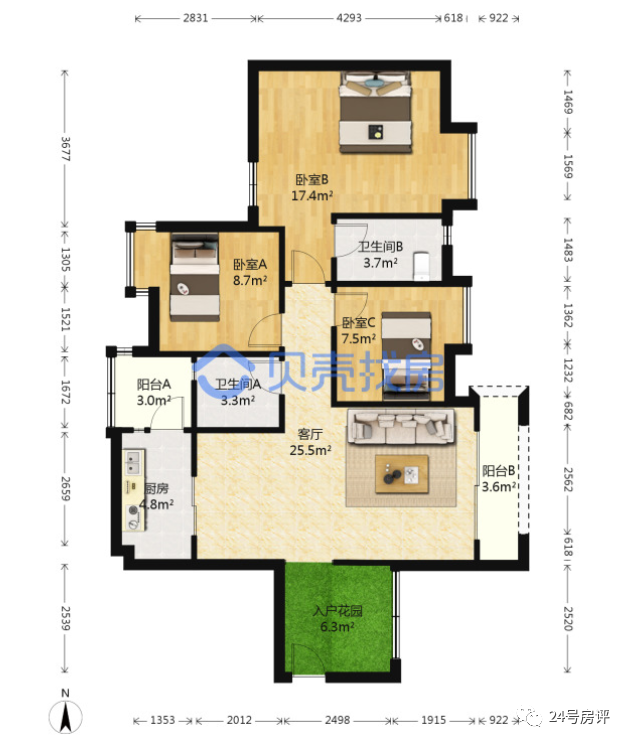 2831 4293 618 922
3677
1305
1521
1672
2659
2539
1469
1569
1483
1362
1232
682
2562
618
2520
卧室B
17.4m²
卫生间B
3.7m²
卧室A
8.7m²
卧室C
7.5m²
贝壳找房
阳台A
3.0m²
卫生间A
3.3m²
客厅
25.5m²
阳台B
3.6m²
厨房
4.8m²
入户花园
6.3m²
N
1353 2012 2498 1915 922
24号房评